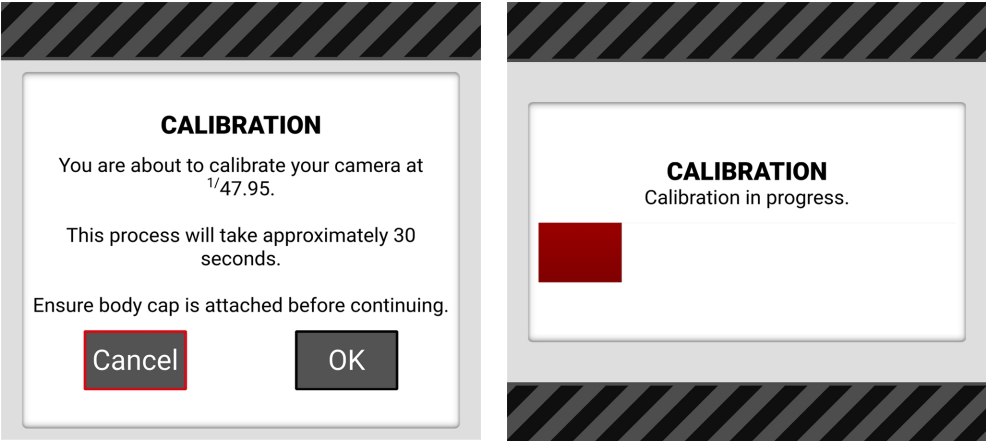 CALIBRATION
You are about to calibrate your camera at
1/47.95.
This process will take approximately 30
seconds.
Ensure body cap is attached before continuing.
Cancel OK
CALIBRATION
Calibration in progress.